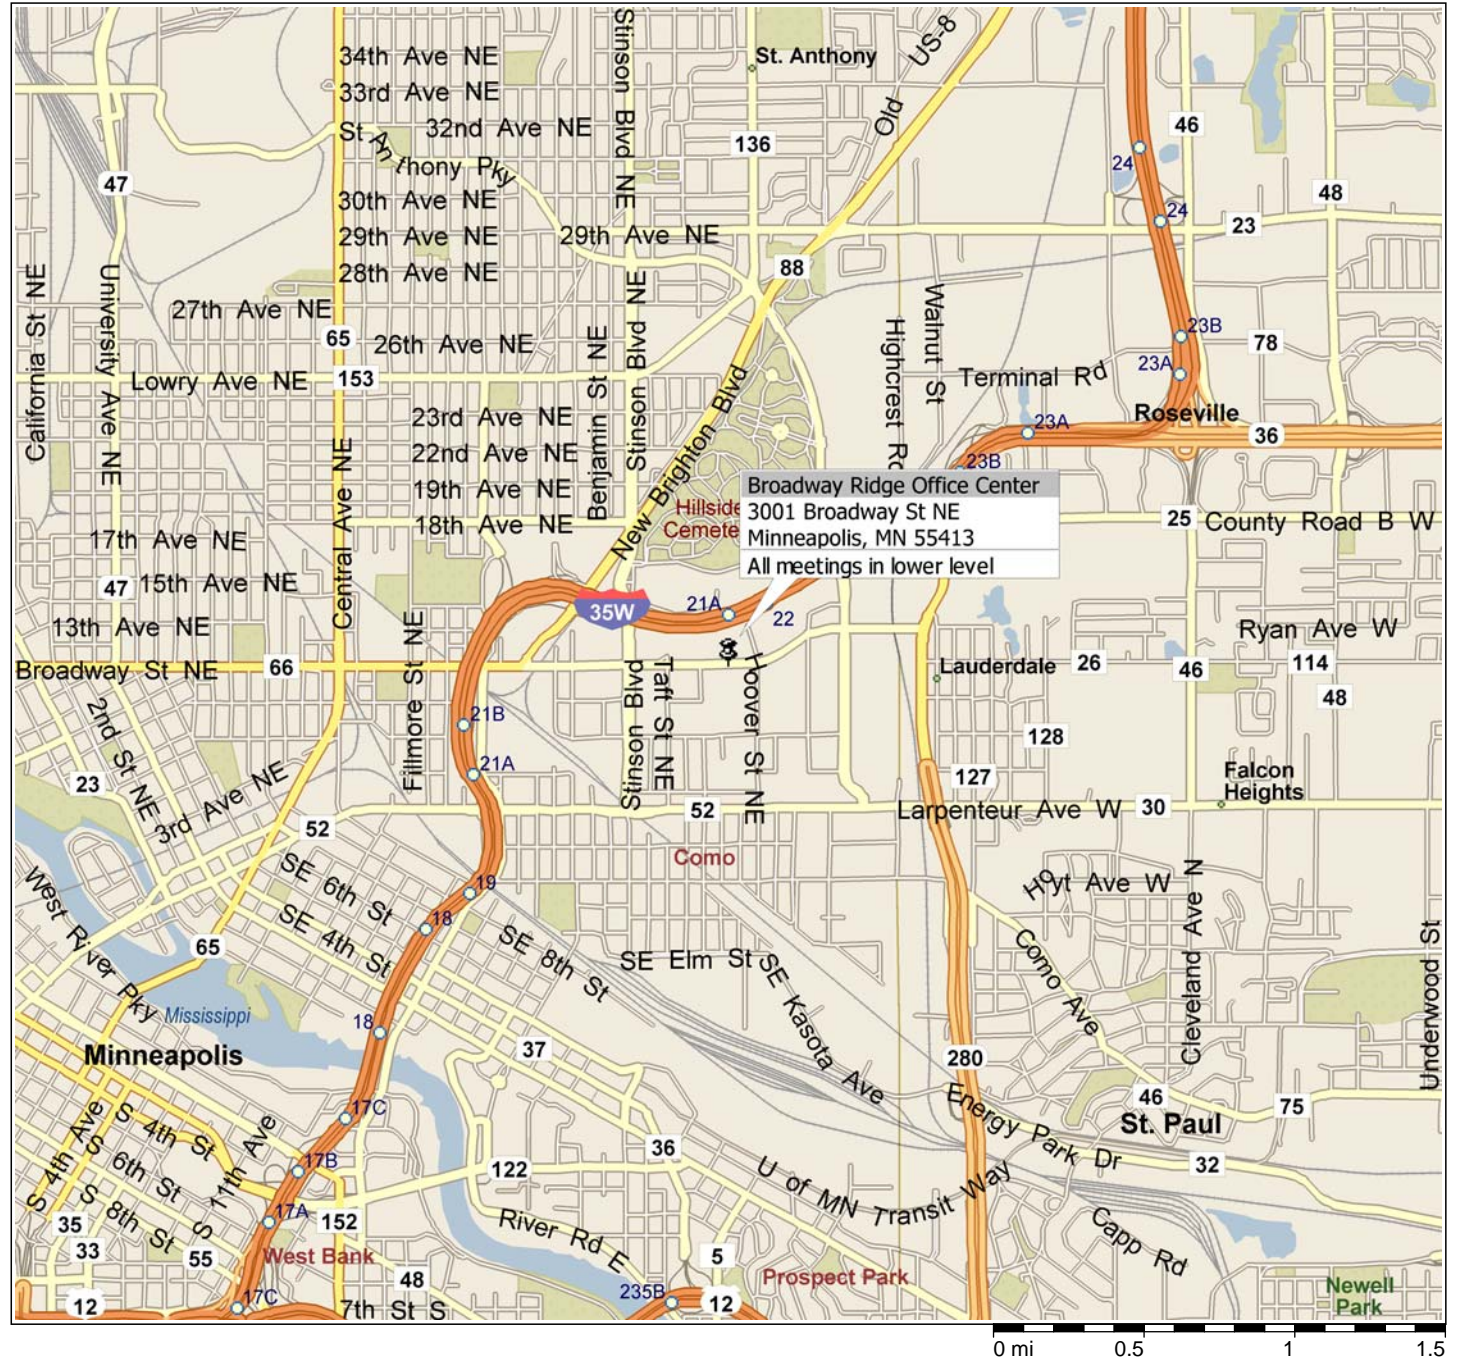 34th Ave NE
33rd Ave NE
32nd Ave NE
St Anthony Pky
30th Ave NE
29th Ave NE
28th Ave NE
27th Ave NE
26th Ave NE
Lowry Ave NE
23rd Ave NE
22nd Ave NE
19th Ave NE
18th Ave NE
17th Ave NE
15th Ave NE
13th Ave NE
Broadway St NE
29th Ave NE
Stinson Blvd NE
St. Anthony
Old US-8
136
47
65
153
88
46
24
24
48
23
23B
78
23A
Terminal Rd
Roseville
36
23A
23B
California St NE
University Ave NE
Central Ave NE
Benjamin St NE
Stinson Blvd NE
New Brighton Blvd
Highcrest Rd
Walnut St
Hillside
Cemete
Broadway Ridge Office Center
3001 Broadway St NE
Minneapolis, MN 55413
All meetings in lower level
25
County Road B W
47
35W
21A
22
66
Fillmore St NE
Stinson Blvd
Taft St NE
Hoover St NE
Ryan Ave W
Lauderdale
26
46
114
48
128
127
Falcon
Heights
Larpenteur Ave W
30
21B
21A
2nd St NE
23
3rd Ave NE
52
52
Como
SE 6th St
SE 4th St
SE 8th St
19
18
18
65
West River Pky
Mississippi
Minneapolis
SE Elm St
SE Kasota Ave
Hoyt Ave W
Como Ave
Cleveland Ave N
Underwood St
280
37
Energy Park Dr
46
75
St. Paul
32
17C
17B
17A
S 4th Ave
S 4th St
S 6th St
S 8th St
S 11th Ave
122
36
U of MN Transit Way
Capp Rd
152
35
33
55
West Bank
48
River Rd E
5
235B
12
Prospect Park
Newell
Park
12
17C
7th St S
0 mi 0.5 1 1.5